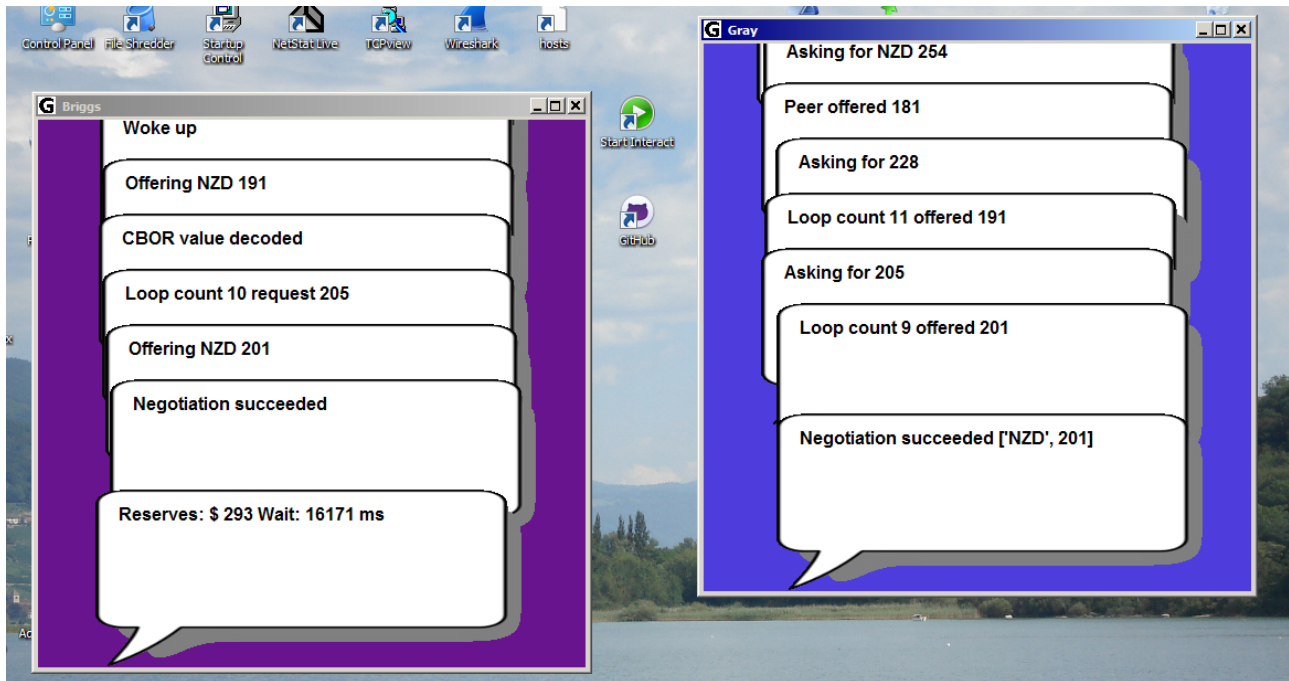 Control Panel
File Shredder
Startup
Control
NetStat Live
TCPView
Wireshark
hosts
G Briggs
Woke up
Offering NZD 191
CBOR value decoded
Loop count 10 request 205
Offering NZD 201
Negotiation succeeded
Reserves: $ 293 Wait: 16171 ms
Start Interact
GitHub
G Gray
Asking for NZD 254
Peer offered 181
Asking for 228
Loop count 11 offered 191
Asking for 205
Loop count 9 offered 201
Negotiation succeeded ['NZD', 201]